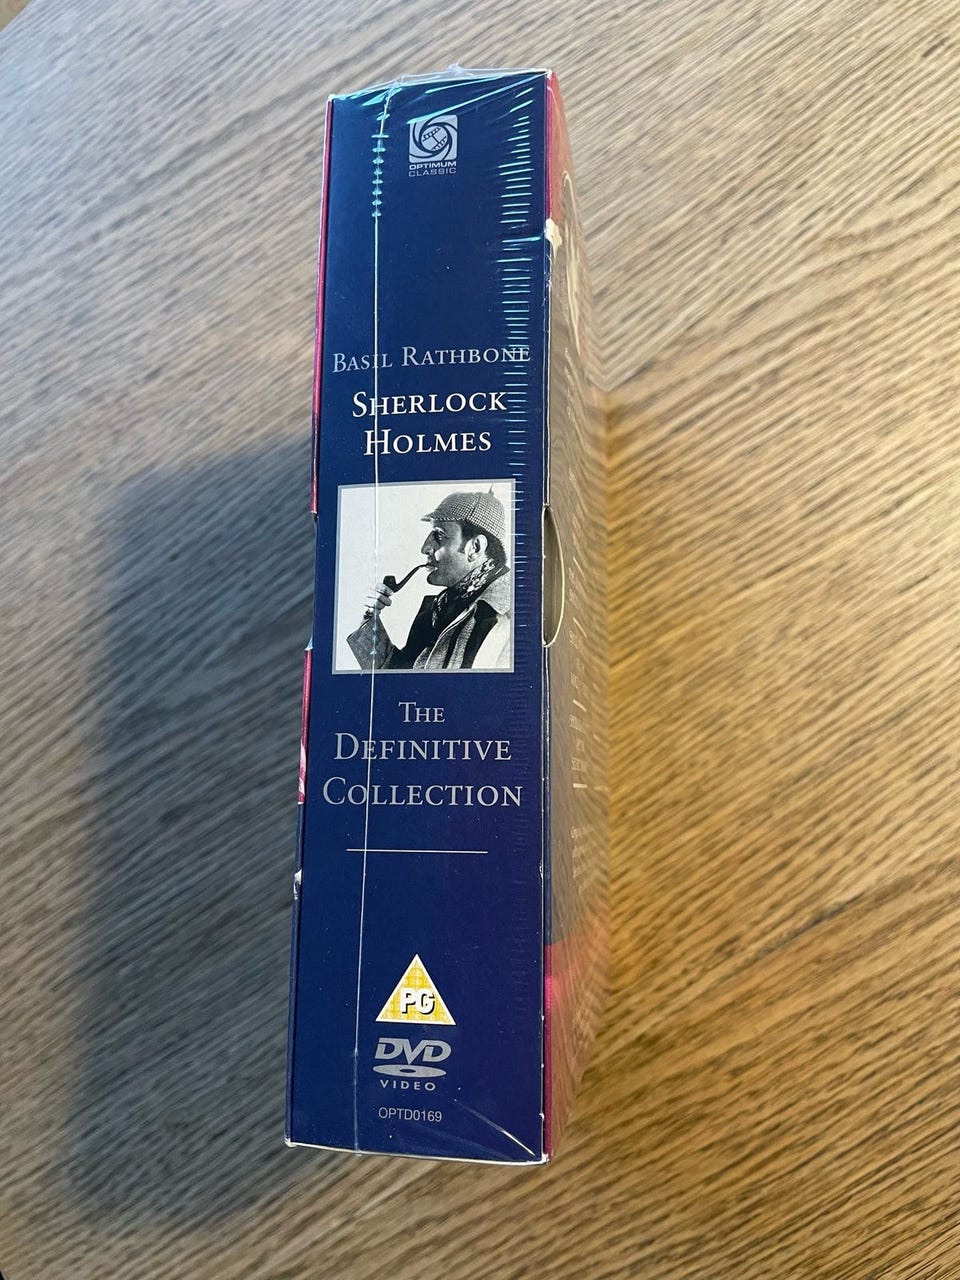 OPTIMUM
CLASSIC
BASIL RATHBONE
SHERLOCK
HOLMES
THE
DEFINITIVE
COLLECTION
PG
DVD
VIDEO
OPTD0169